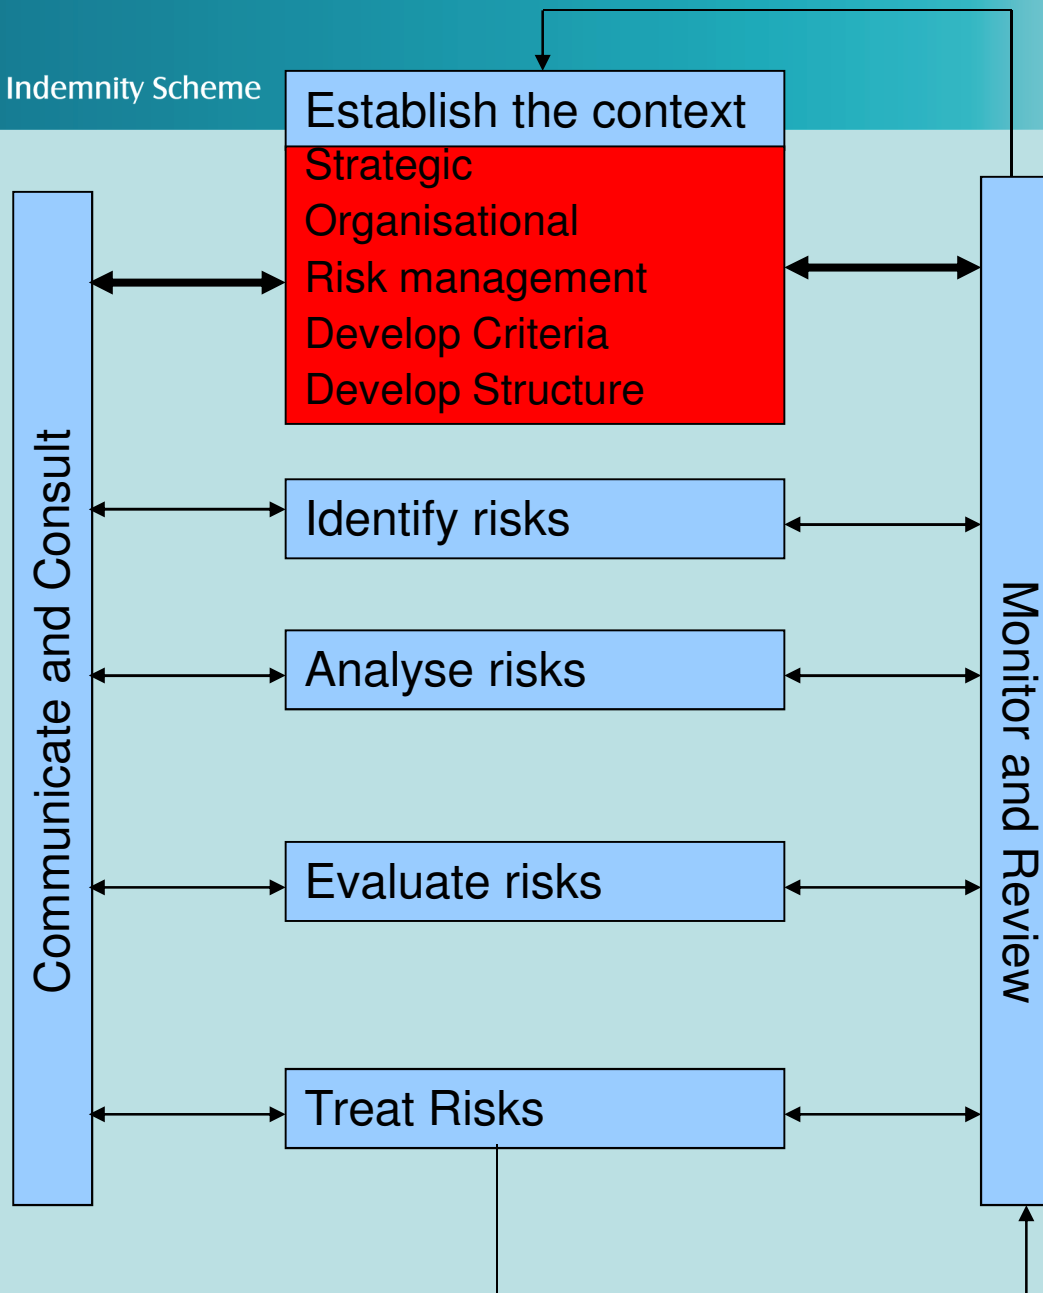 Indemnity Scheme
Establish the context
Strategic
Organisational
Risk management
Develop Criteria
Develop Structure
Communicate and Consult
Identify risks
Analyse risks
Evaluate risks
Treat Risks
Monitor and Review